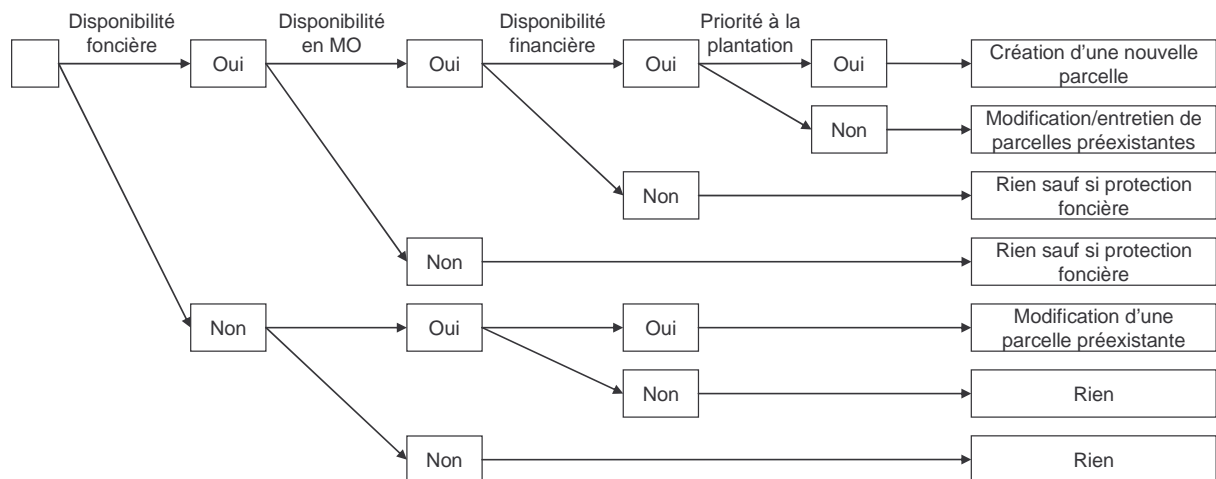 Disponibilité
foncière
Disponibilité
en MO
Disponibilité
financière
Priorité à la
plantation
Oui
Oui
Oui
Oui
Création d'une nouvelle
parcelle
Non
Modification/entretien de
parcelles préexistantes
Non
Rien sauf si protection
foncière
Non
Rien sauf si protection
foncière
Non
Oui
Oui
Modification d'une
parcelle préexistante
Non
Rien
Non
Rien